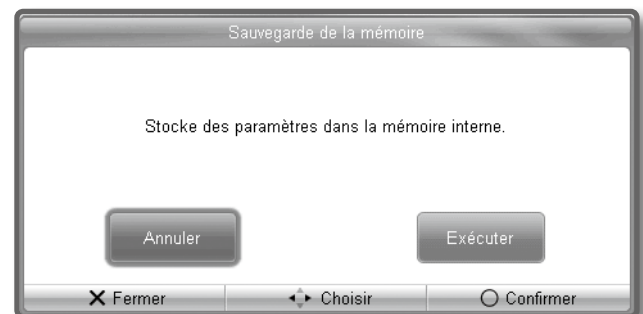 Sauvegarde de la mémoire
Stocke des paramètres dans la mémoire interne.
Annuler
Exécuter
Fermer
Choisir
Confirmer